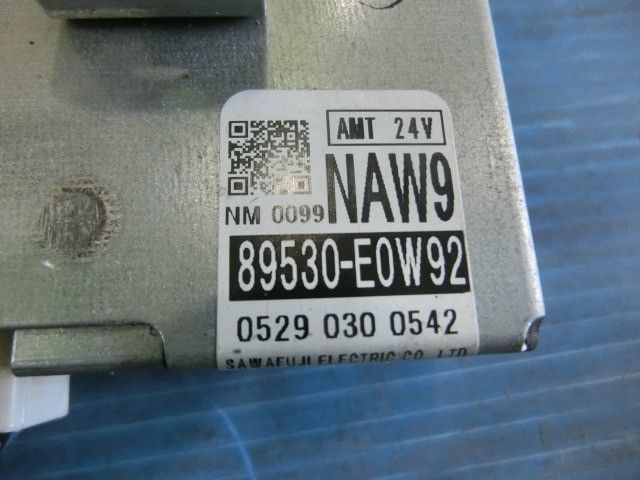 AMT 24V
NM 0099 NAW9
89530-E0W92
0529 030 0542
SAWAFUJI ELECTRIC CO. LTD.